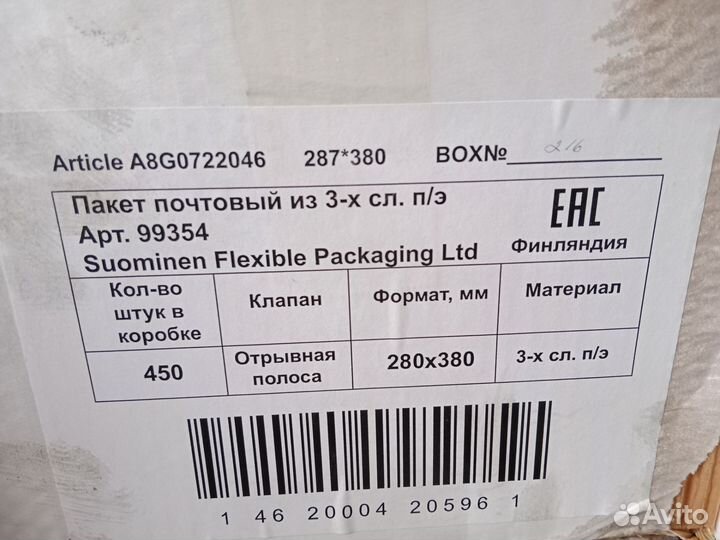 Article A8G0722046 287*380 BOX№ 216
Пакет почтовый из 3-х сл. п/э
Арт. 99354
Suominen Flexible Packaging Ltd
EAC
Финляндия
Кол-во
штук в
коробке
Клапан
Формат, мм
Материал
450
Отрывная
полоса
280x380
3-х сл. п/э
1 46 20004 20596 1
Avito